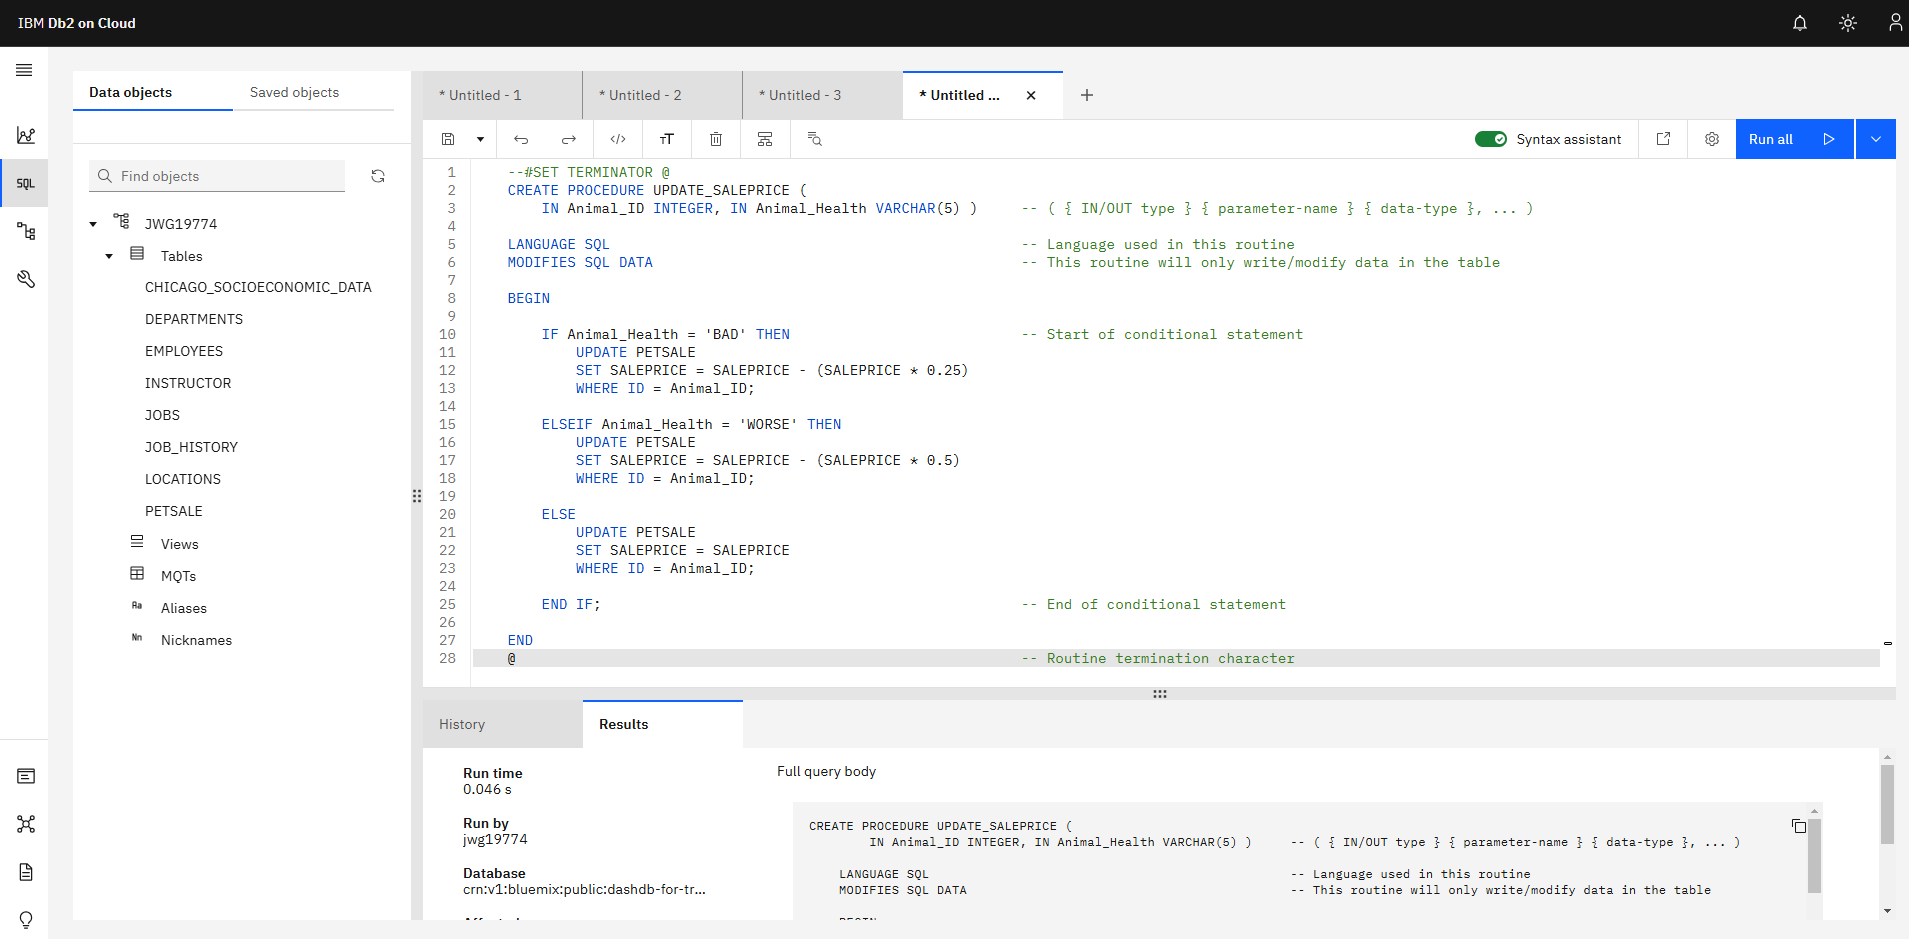 IBM Db2 on Cloud
Data objects
Saved objects
Find objects
JWG19774
Tables
CHICAGO_SOCIOECONOMIC_DATA
DEPARTMENTS
EMPLOYEES
INSTRUCTOR
JOBS
JOB_HISTORY
LOCATIONS
PETSALE
Views
MQTs
Aa Aliases
Nn Nicknames
SQL
* Untitled - 1
* Untitled - 2
* Untitled - 3
* Untitled ...
Syntax assistant
Run all
1 --#SET TERMINATOR @
2 CREATE PROCEDURE UPDATE_SALEPRICE (
3 IN Animal_ID INTEGER, IN Animal_Health VARCHAR(5) ) -- ( { IN/OUT type } { parameter-name } { data-type }, ... )
4
5 LANGUAGE SQL -- Language used in this routine
6 MODIFIES SQL DATA -- This routine will only write/modify data in the table
7
8 BEGIN
9
10 IF Animal_Health = 'BAD' THEN -- Start of conditional statement
11 UPDATE PETSALE
12 SET SALEPRICE = SALEPRICE - (SALEPRICE * 0.25)
13 WHERE ID = Animal_ID;
14
15 ELSEIF Animal_Health = 'WORSE' THEN
16 UPDATE PETSALE
17 SET SALEPRICE = SALEPRICE - (SALEPRICE * 0.5)
18 WHERE ID = Animal_ID;
19
20 ELSE
21 UPDATE PETSALE
22 SET SALEPRICE = SALEPRICE
23 WHERE ID = Animal_ID;
24
25 END IF; -- End of conditional statement
26
27 END
28 @ -- Routine termination character
History
Results
Run time
0.046 s
Run by
jwg19774
Database
crn:v1:bluemix:public:dashdb-for-tr...
Full query body
CREATE PROCEDURE UPDATE_SALEPRICE (
IN Animal_ID INTEGER, IN Animal_Health VARCHAR(5) ) -- ( { IN/OUT type } { parameter-name } { data-type }, ... )
LANGUAGE SQL -- Language used in this routine
MODIFIES SQL DATA -- This routine will only write/modify data in the table
BEGIN